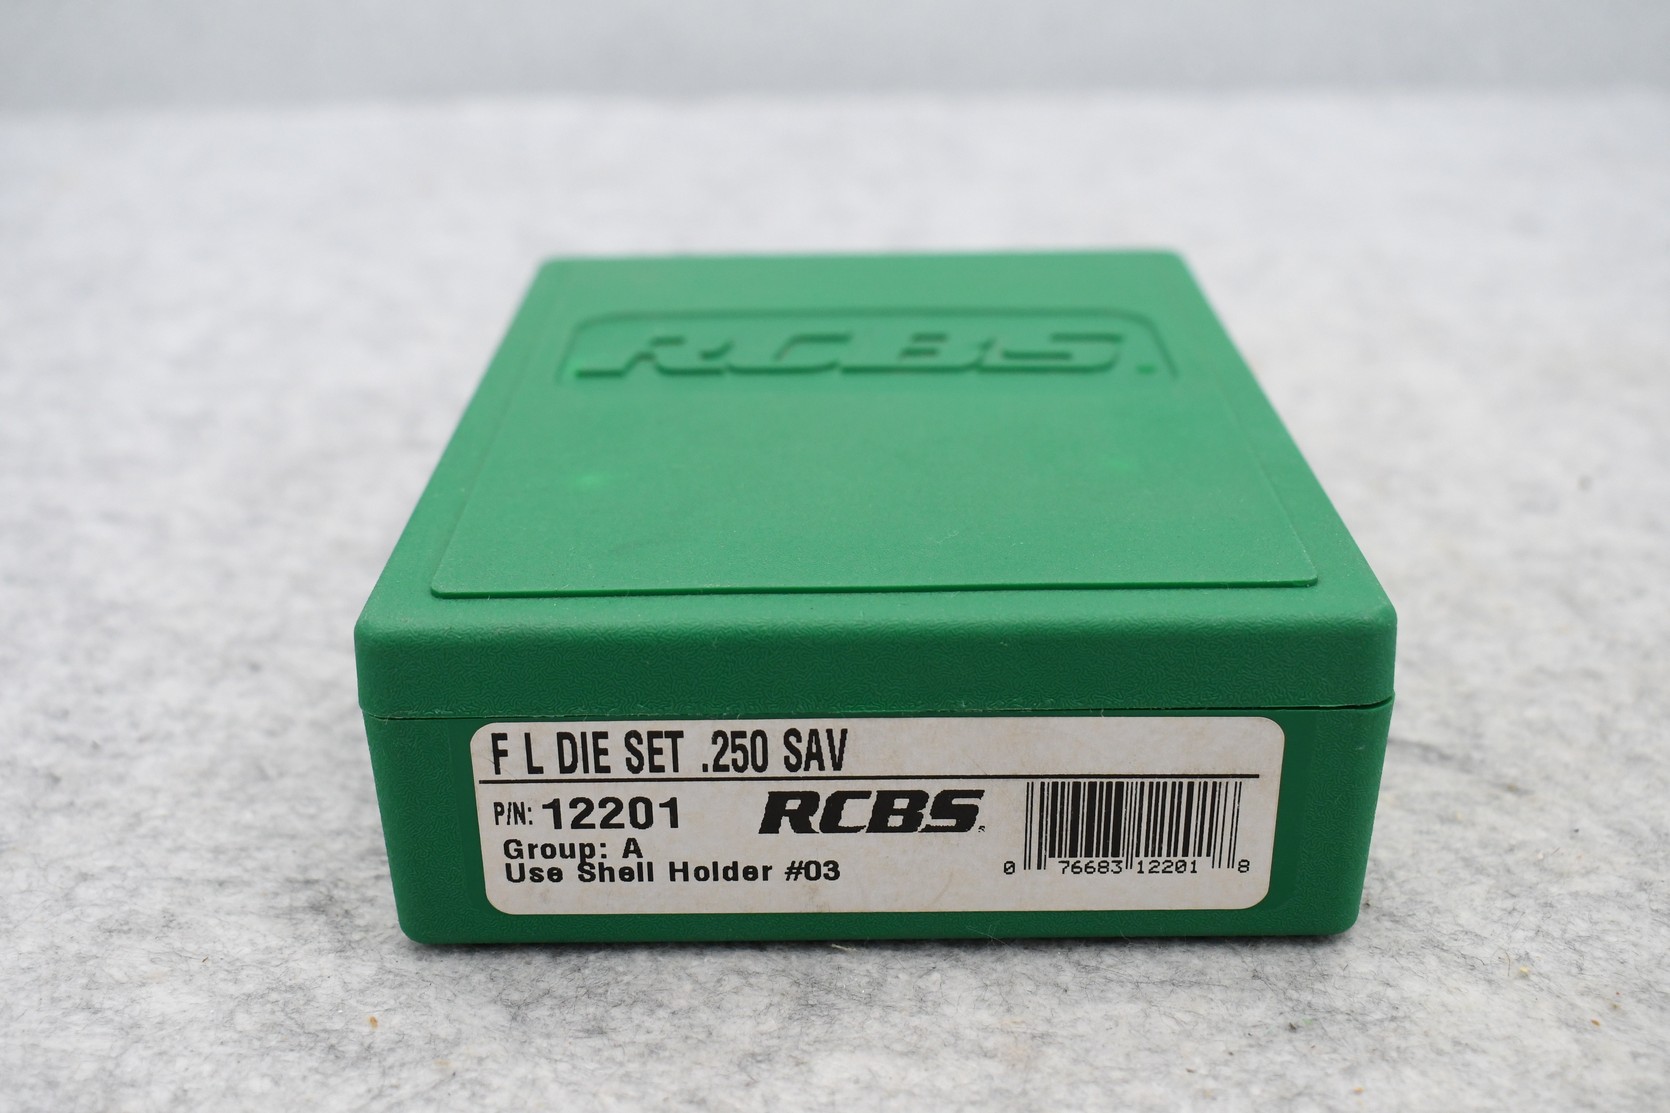 RCBS.
F L DIE SET .250 SAV
P/N: 12201
RCBS.
Group: A
Use Shell Holder #03
0 76683 12201 8